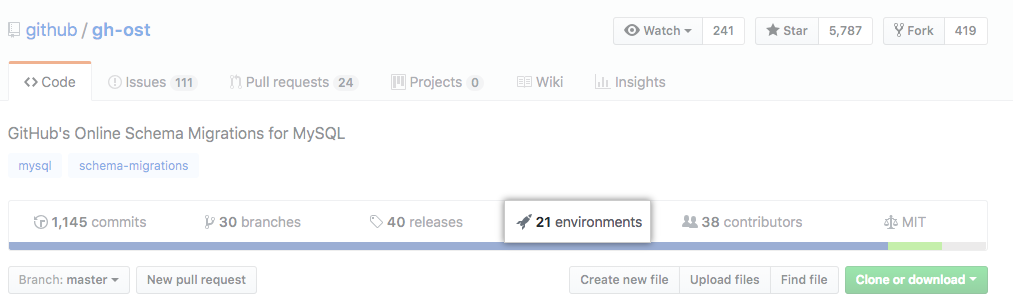 github / gh-ost
Watch 241 Star 5,787 Fork 419
Code Issues 111 Pull requests 24 Projects 0 Wiki Insights
GitHub's Online Schema Migrations for MySQL
mysql schema-migrations
1,145 commits 30 branches 40 releases 21 environments 38 contributors MIT
Branch: master New pull request Create new file Upload files Find file Clone or download